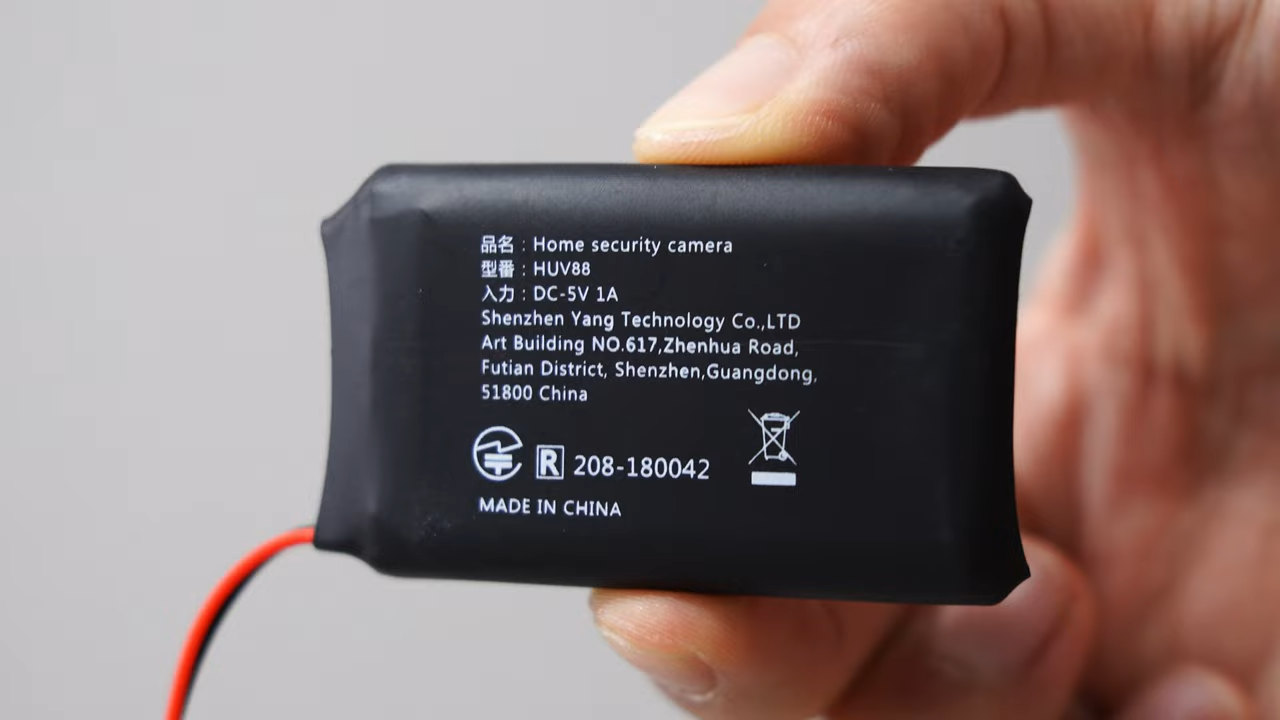 品名 : Home security camera
型番 : HUV88
入力 : DC-5V 1A
Shenzhen Yang Technology Co.,LTD
Art Building NO.617,Zhenhua Road,
Futian District, Shenzhen,Guangdong,
51800 China
R 208-180042
MADE IN CHINA